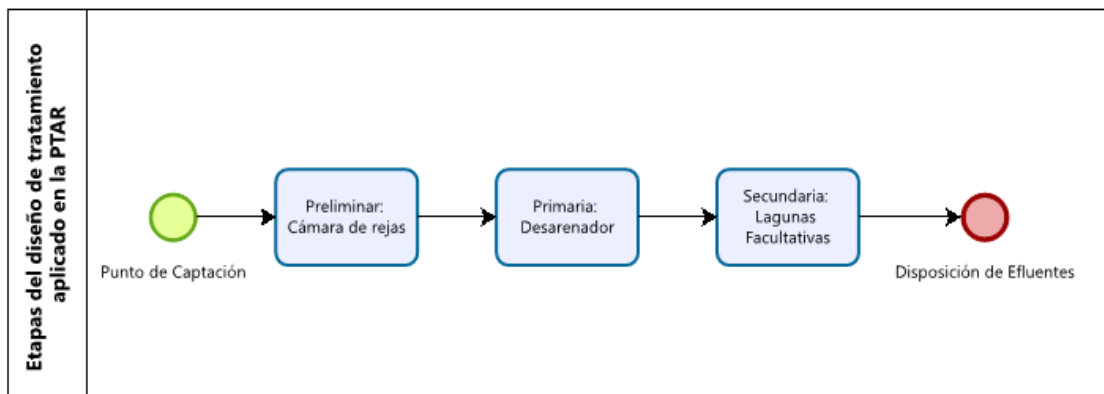 Etapas del diseño de tratamiento
aplicado en la PTAR
Punto de Captación
Preliminar:
Cámara de rejas
Primaria:
Desarenador
Secundaria:
Lagunas
Facultativas
Disposición de Efluentes